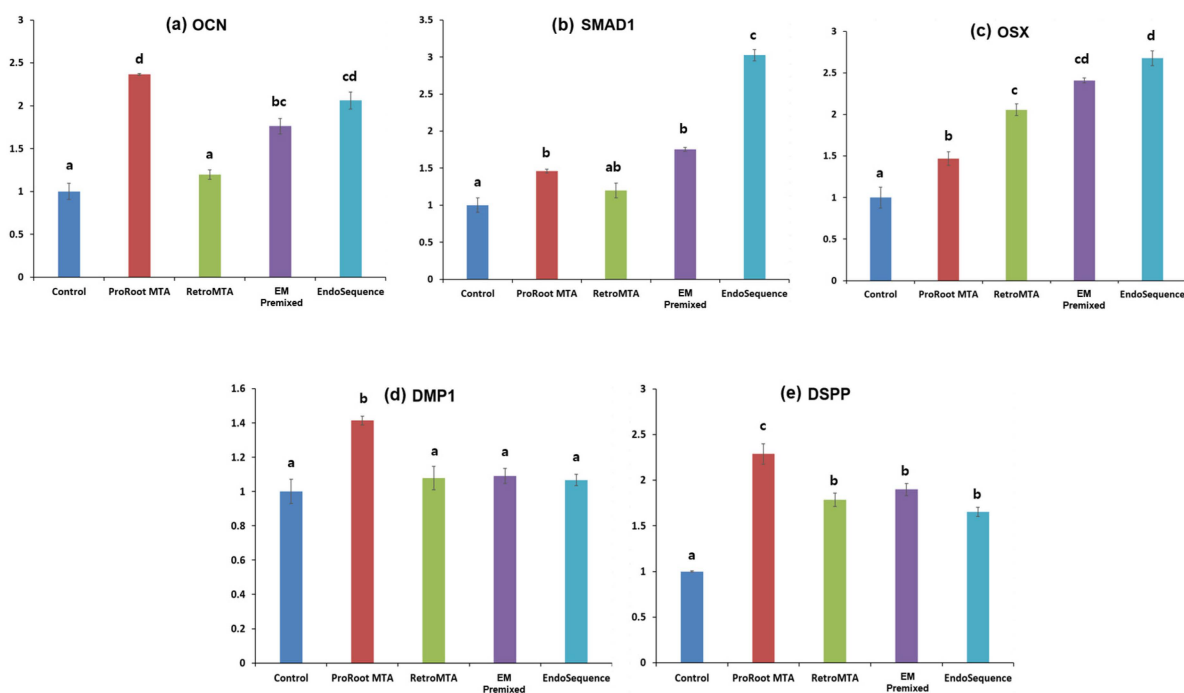 (a) OCN
3
2.5
2
1.5
1
0.5
0
a
d
a
bc
cd
Control
ProRoot MTA
RetroMTA
EM
Premixed
EndoSequence
(b) SMAD1
3.5
3
2.5
2
1.5
1
0.5
0
a
b
ab
b
c
Control
ProRoot MTA
RetroMTA
EM
Premixed
EndoSequence
(c) OSX
3
2.5
2
1.5
1
0.5
0
a
b
c
cd
d
Control
ProRoot MTA
RetroMTA
EM
Premixed
EndoSequence
(d) DMP1
1.6
1.4
1.2
1
0.8
0.6
0.4
0.2
0
a
b
a
a
a
Control
ProRoot MTA
RetroMTA
EM
Premixed
EndoSequence
(e) DSPP
3
2.5
2
1.5
1
0.5
0
a
c
b
b
b
Control
ProRoot MTA
RetroMTA
EM
Premixed
EndoSequence